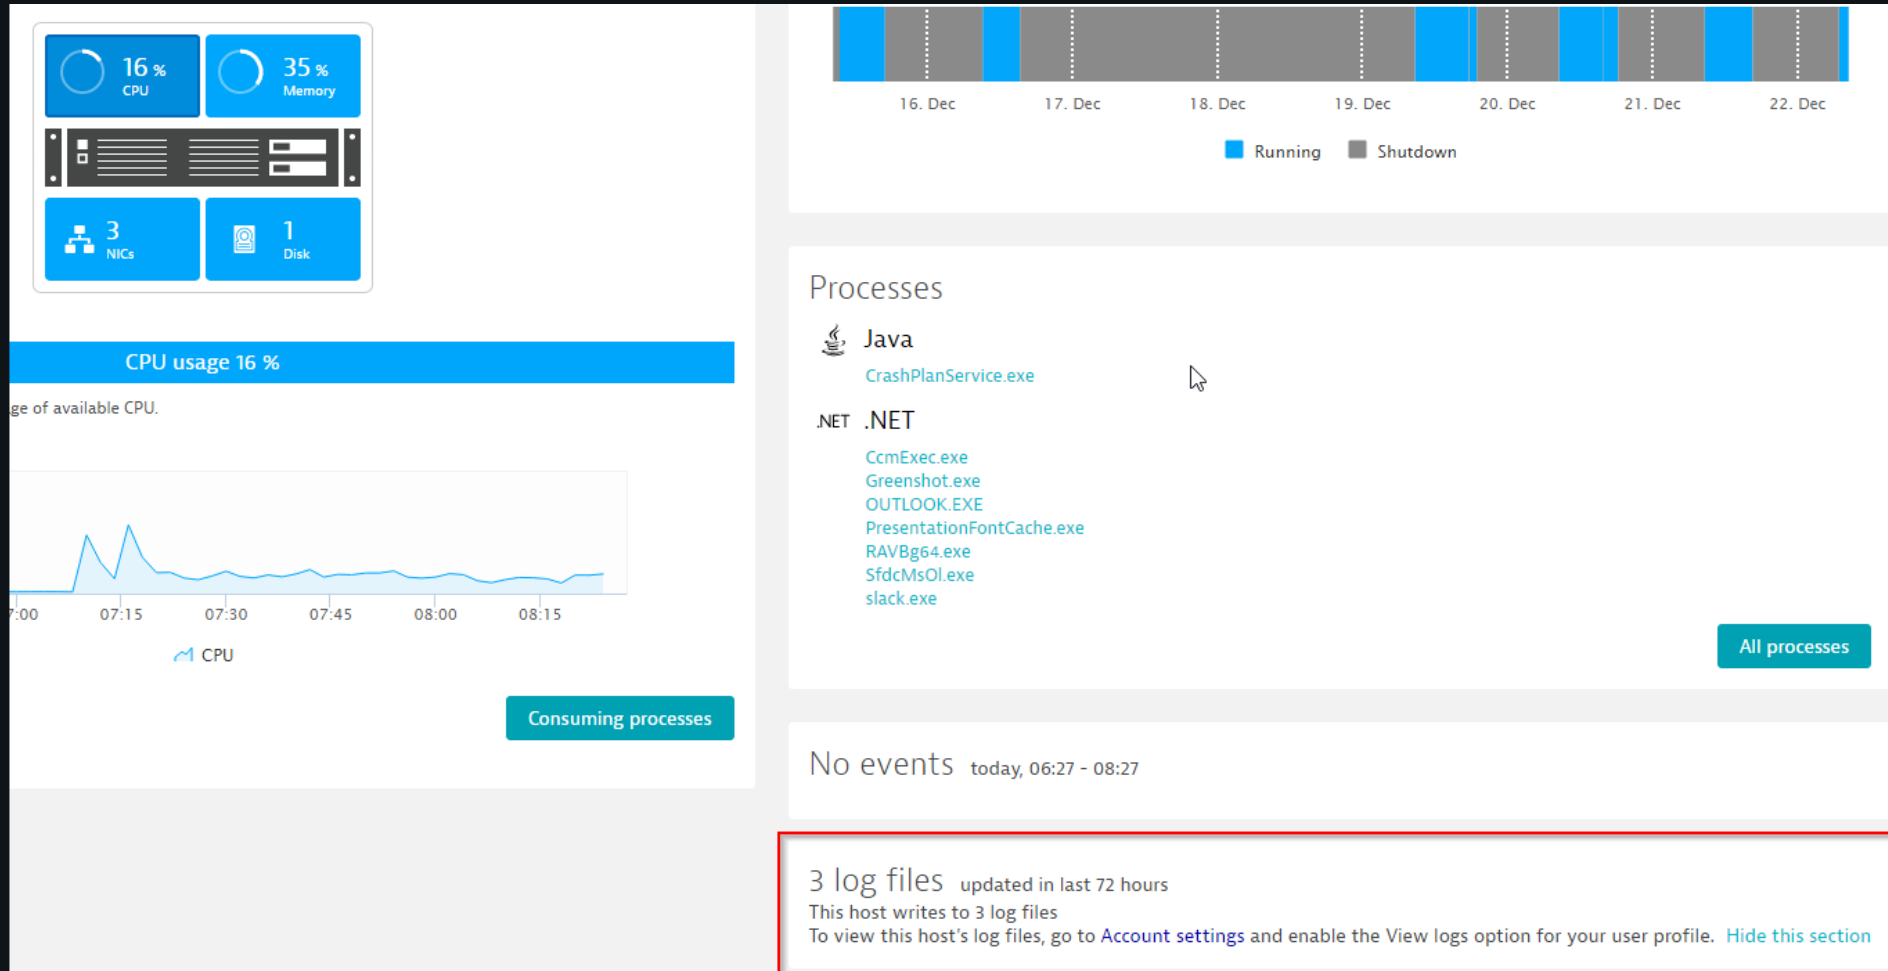 16 %
CPU
35 %
Memory
3
NICs
1
Disk
CPU usage 16 %
ge of available CPU.
7:00 07:15 07:30 07:45 08:00 08:15
CPU
Consuming processes
16. Dec 17. Dec 18. Dec 19. Dec 20. Dec 21. Dec 22. Dec
Running Shutdown
Processes
Java
CrashPlanService.exe
.NET .NET
CcmExec.exe
Greenshot.exe
OUTLOOK.EXE
PresentationFontCache.exe
RAVBg64.exe
SfdcMsOl.exe
slack.exe
All processes
No events today, 06:27 - 08:27
3 log files updated in last 72 hours
This host writes to 3 log files
To view this host's log files, go to Account settings and enable the View logs option for your user profile. Hide this section